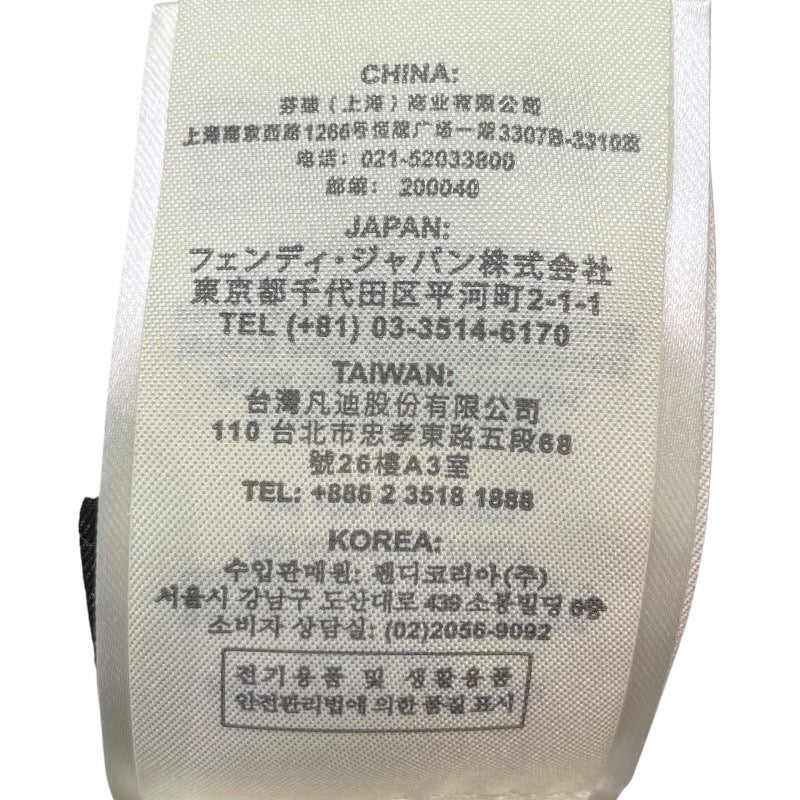 CHINA:
芬迪（上海）商业有限公司
上海南京西路1266号恒隆广场一期3307B-3310室
电话：021-52033800
邮编：200040
JAPAN:
フェンディ・ジャパン株式会社
東京都千代田区平河町2-1-1
TEL (+81) 03-3514-6170
TAIWAN:
台灣凡迪股份有限公司
110 台北市忠孝東路五段68
號26樓A3室
TEL: +886 2 3518 1888
KOREA:
수입판매원: 펜디코리아(주)
서울시 강남구 도산대로 439 소봉빌딩 6층
소비자 상담실: (02)2056-9092
전기용품 및 생활용품
안전관리법에 의한 품질 표시